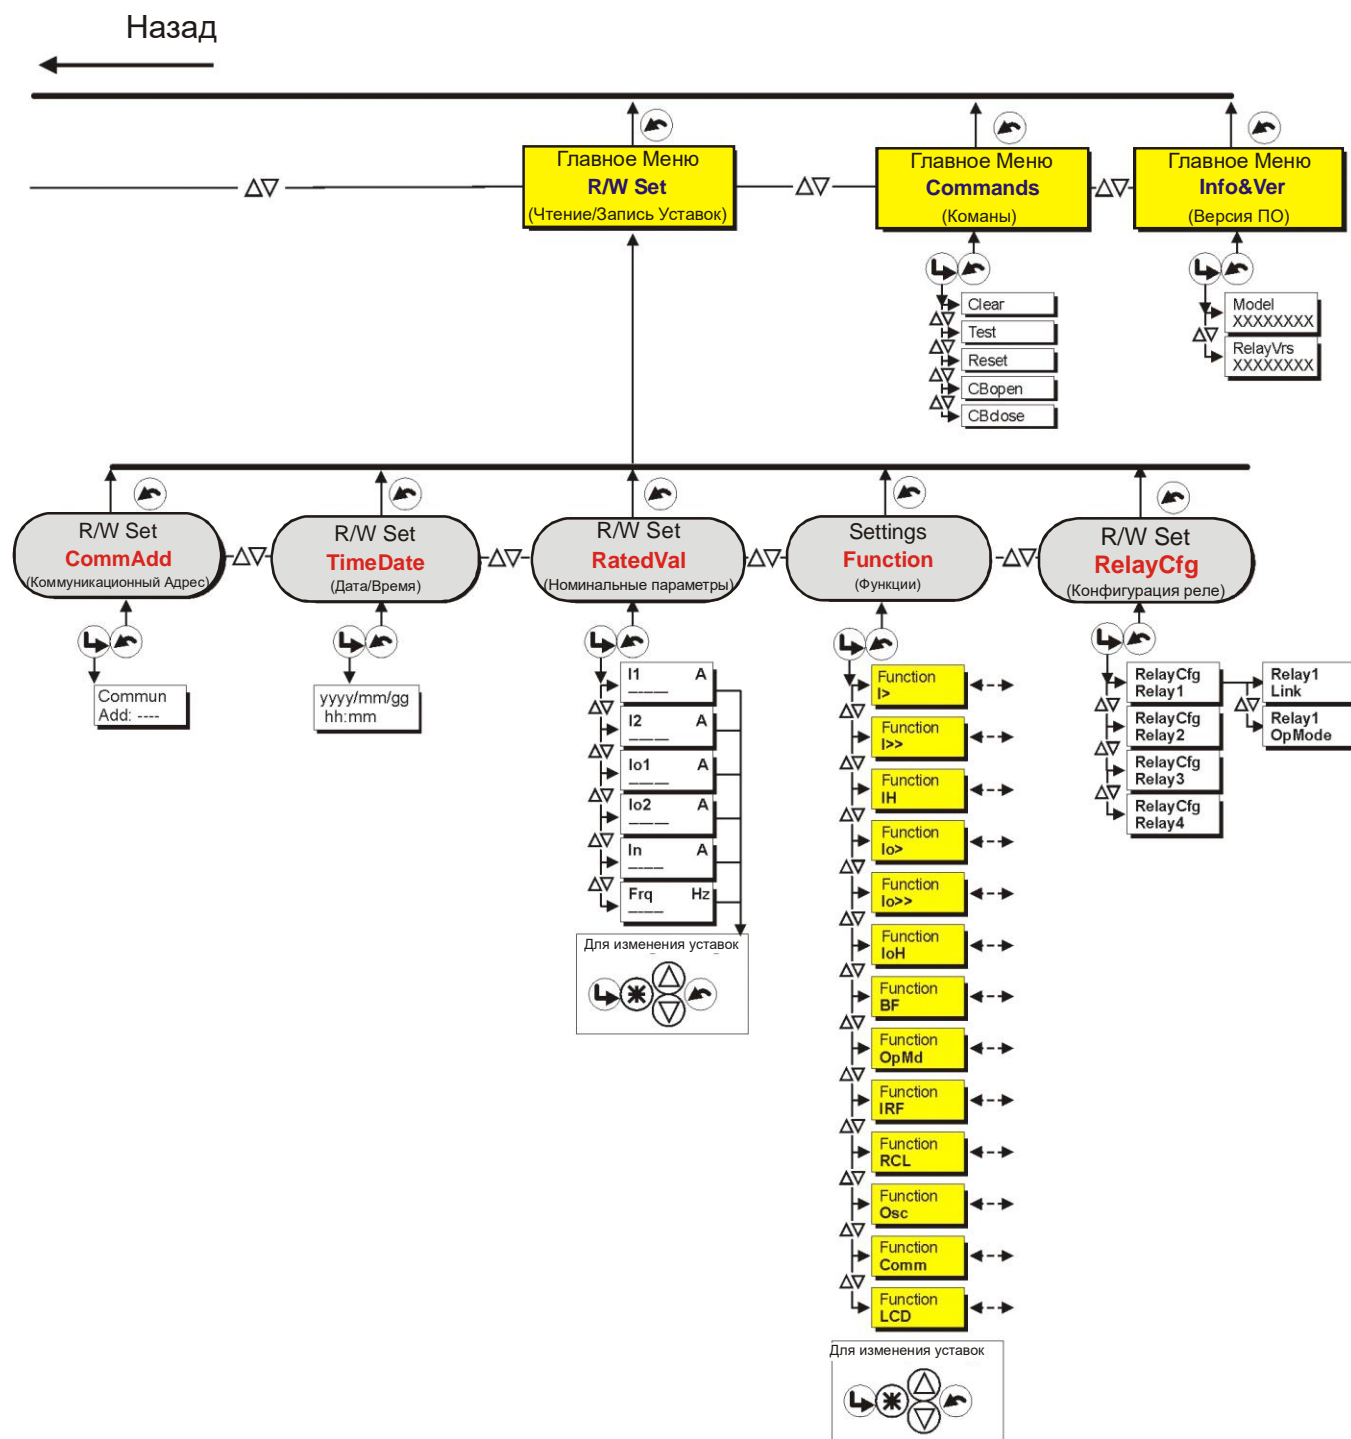 Назад
Главное Меню
R/W Set
(Чтение/Запись Уставок)
Главное Меню
Commands
(Команы)
Главное Меню
Info&Ver
(Версия ПО)
Clear
Test
Reset
CBopen
CBclose
Model
XXXXXXXX
RelayVrs
XXXXXXXX
R/W Set
CommAdd
(Коммуникационный Адрес)
R/W Set
TimeDate
(Дата/Время)
R/W Set
RatedVal
(Номинальные параметры)
Settings
Function
(Функции)
R/W Set
RelayCfg
(Конфигурация реле)
Commun
Add: ----
yyyy/mm/gg
hh:mm
I1 A
-----
I2 A
-----
Io1 A
-----
Io2 A
-----
In A
-----
Frq Hz
-----
Для изменения уставок
Function
I>
Function
I>>
Function
IH
Function
Io>
Function
Io>>
Function
IoH
Function
BF
Function
OpMd
Function
IRF
Function
RCL
Function
Osc
Function
Comm
Function
LCD
Для изменения уставок
RelayCfg
Relay1
RelayCfg
Relay2
RelayCfg
Relay3
RelayCfg
Relay4
Relay1
Link
Relay1
OpMode